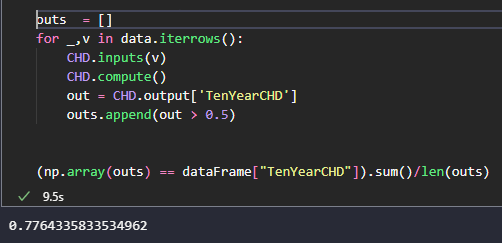 outs  = []
for _,v in data.iterrows():
    CHD.inputs(v)
    CHD.compute()
    out = CHD.output['TenYearCHD']
    outs.append(out > 0.5)
(np.array(outs) == dataFrame["TenYearCHD"]).sum()/len(outs)
✓ 9.5s
0.7764335833534962